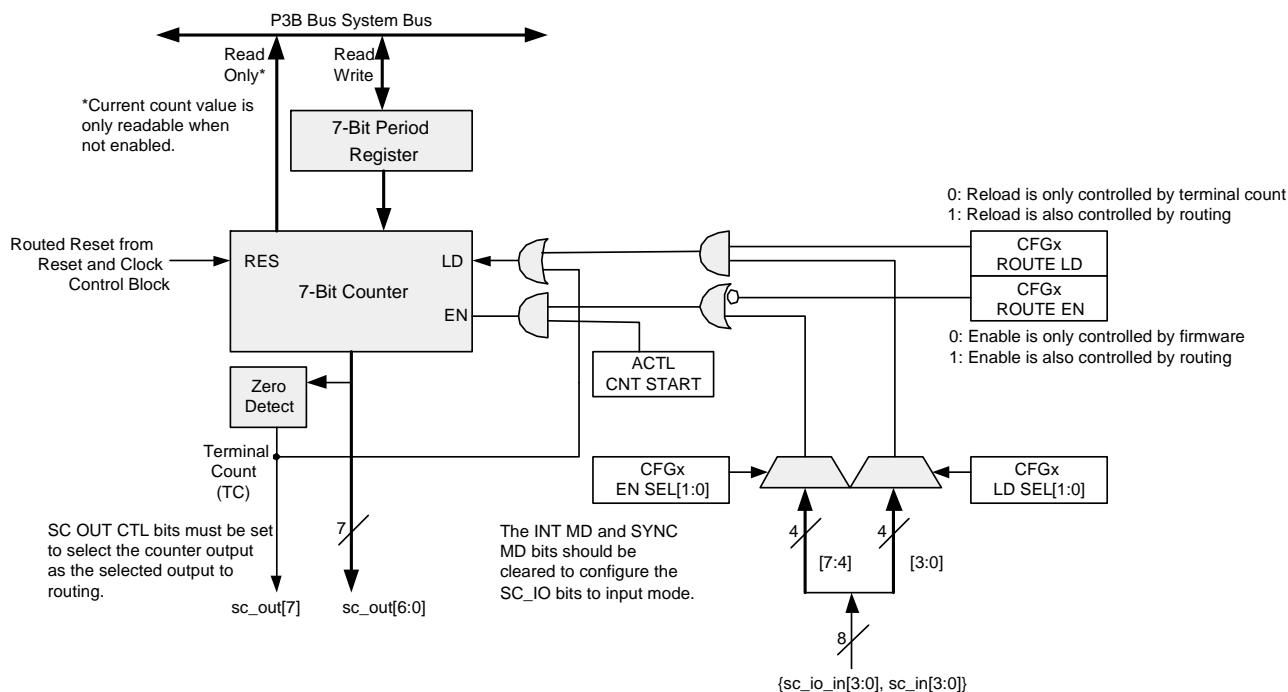 P3B Bus System Bus
Read
Only*
Read
Write
*Current count value is
only readable when
not enabled.
7-Bit Period
Register
0: Reload is only controlled by terminal count
1: Reload is also controlled by routing
Routed Reset from
Reset and Clock
Control Block
RES
LD
7-Bit Counter
EN
CFGx
ROUTE LD
CFGx
ROUTE EN
0: Enable is only controlled by firmware
1: Enable is also controlled by routing
ACTL
CNT START
Zero
Detect
Terminal
Count
(TC)
CFGx
EN SEL[1:0]
CFGx
LD SEL[1:0]
SC OUT CTL bits must be set
to select the counter output
as the selected output to
routing.
7
The INT MD and SYNC
MD bits should be
cleared to configure the
SC_IO bits to input mode.
4
4
[7:4]
[3:0]
sc_out[7]
sc_out[6:0]
8
{sc_io_in[3:0], sc_in[3:0]}